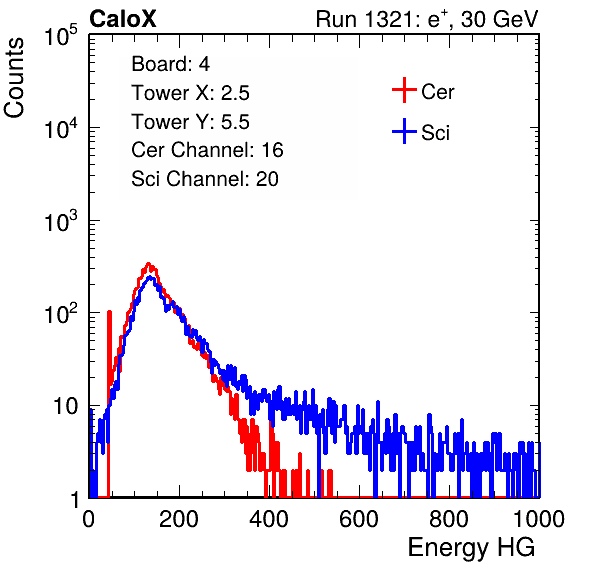 CaloX Run 1321: e⁺, 30 GeV
Counts
10⁵
10⁴
10³
10²
10
1
Board: 4
Tower X: 2.5
Tower Y: 5.5
Cer Channel: 16
Sci Channel: 20
Cer
Sci
0 200 400 600 800 1000
Energy HG